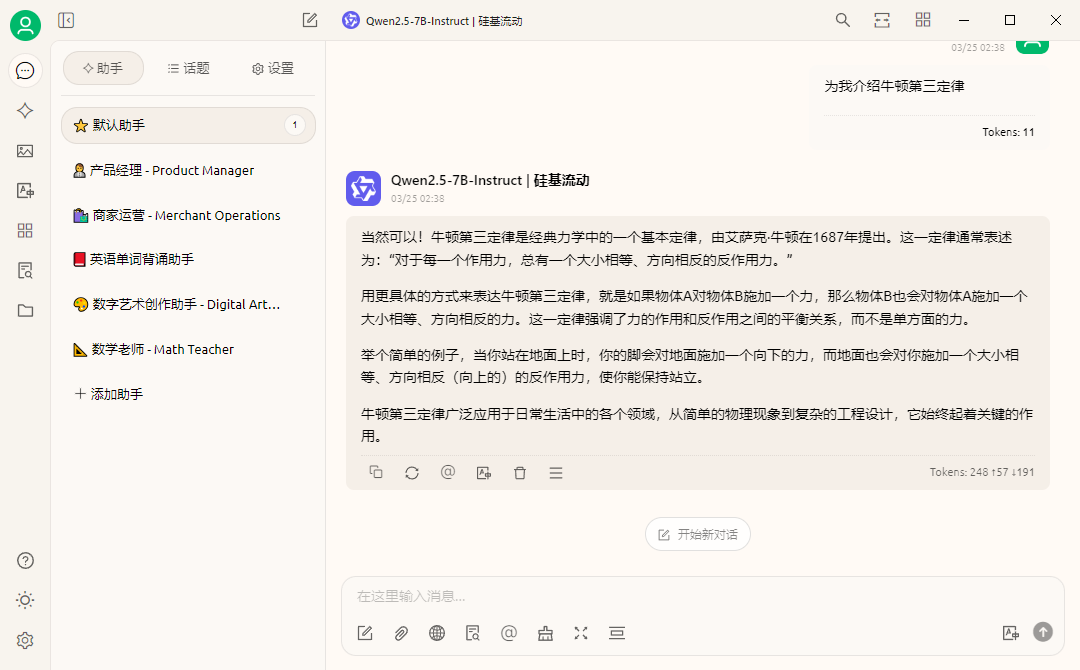 Qwen2.5-7B-Instruct | 硅基流动
助手
话题
设置
默认助手
1
产品经理 - Product Manager
商家运营 - Merchant Operations
英语单词背诵助手
数字艺术创作助手 - Digital Art...
数学老师 - Math Teacher
添加助手
03/25 02:38
为我介绍牛顿第三定律
Tokens: 11
Qwen2.5-7B-Instruct | 硅基流动
03/25 02:38
当然可以！牛顿第三定律是经典力学中的一个基本定律，由艾萨克·牛顿在1687年提出。这一定律通常表述
为：“对于每一个作用力，总有一个大小相等、方向相反的反作用力。”
用更具体的方式来表达牛顿第三定律，就是如果物体A对物体B施加一个力，那么物体B也会对物体A施加一个
大小相等、方向相反的力。这一定律强调了力的作用和反作用之间的平衡关系，而不是单方面的力。
举个简单的例子，当你站在地面上时，你的脚会对地面施加一个向下的力，而地面也会对你施加一个大小相
等、方向相反（向上的）的反作用力，使你能保持站立。
牛顿第三定律广泛应用于日常生活中的各个领域，从简单的物理现象到复杂的工程设计，它始终起着关键的作
用。
Tokens: 248 ↑57 ↓191
开始新对话
在这里输入消息...